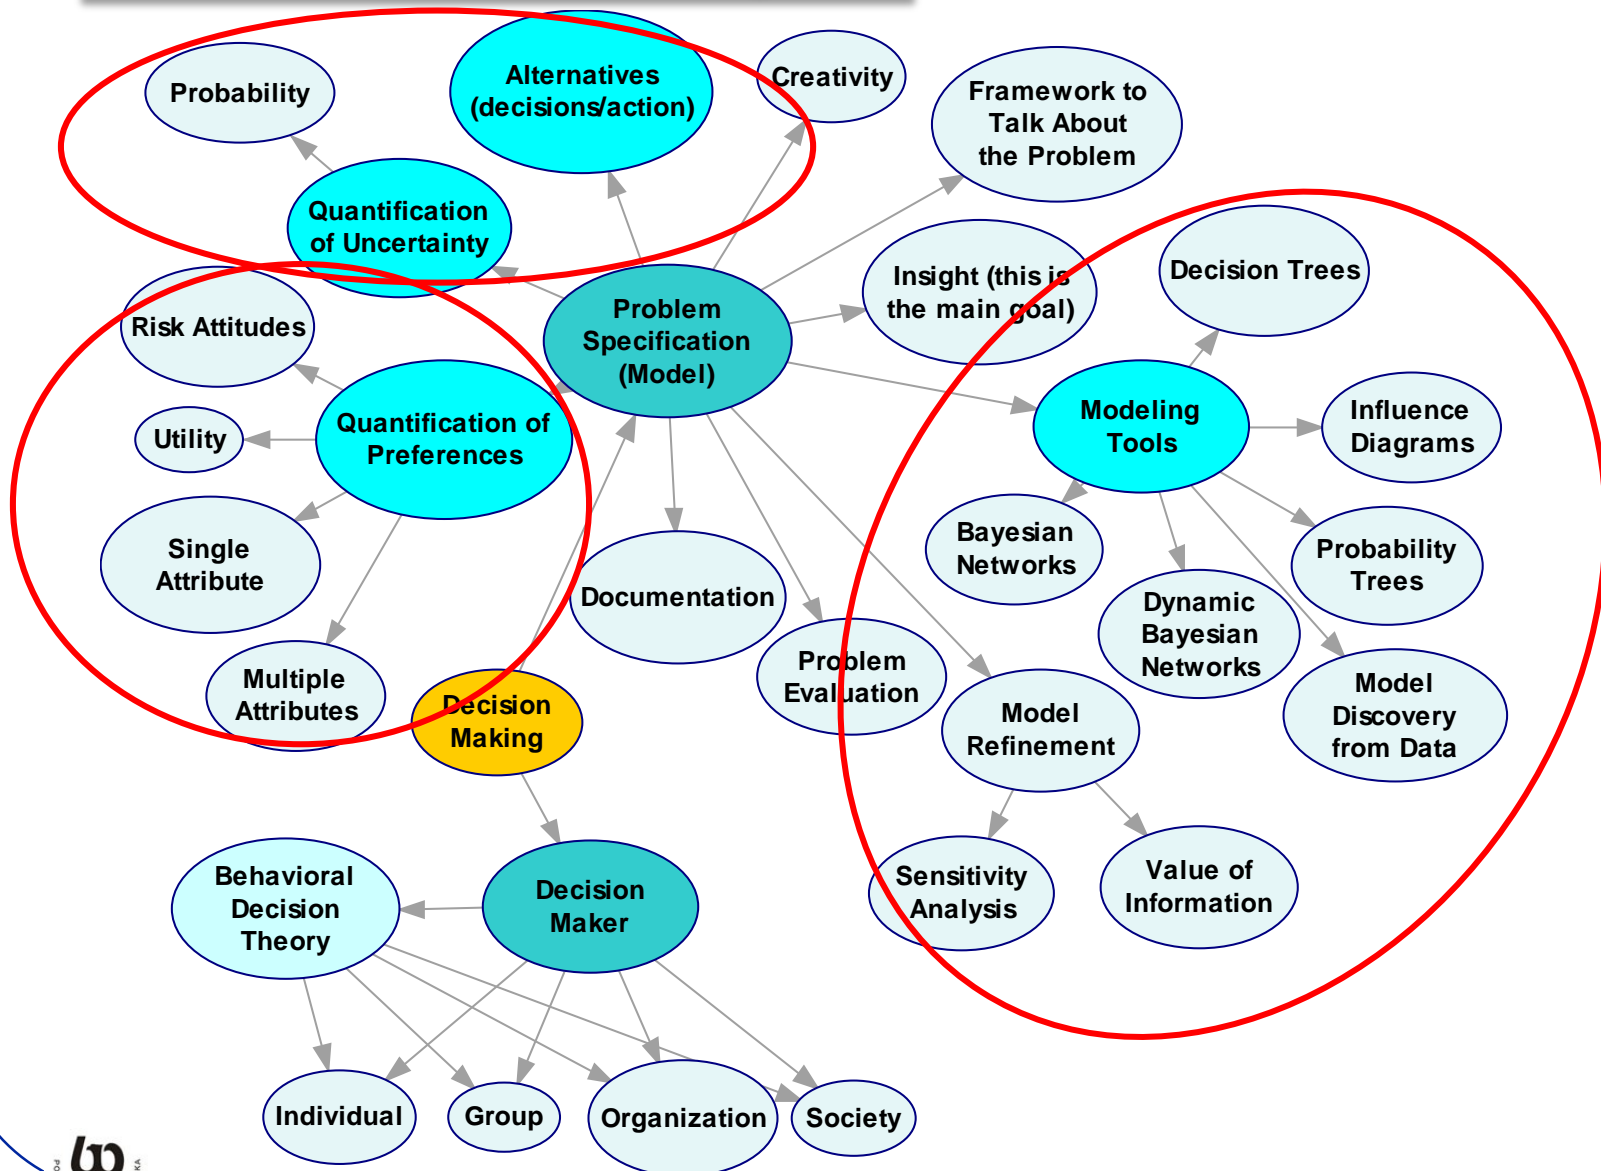 Probability
Alternatives
(decisions/action)
Creativity
Framework to
Talk About
the Problem
Quantification
of Uncertainty
Insight (this is
the main goal)
Decision Trees
Risk Attitudes
Problem
Specification
(Model)
Quantification of
Preferences
Utility
Modeling
Tools
Influence
Diagrams
Single
Attribute
Bayesian
Networks
Probability
Trees
Documentation
Dynamic
Bayesian
Networks
Multiple
Attributes
Decision
Making
Problem
Evaluation
Model
Refinement
Model
Discovery
from Data
Behavioral
Decision
Theory
Decision
Maker
Sensitivity
Analysis
Value of
Information
Individual
Group
Organization
Society